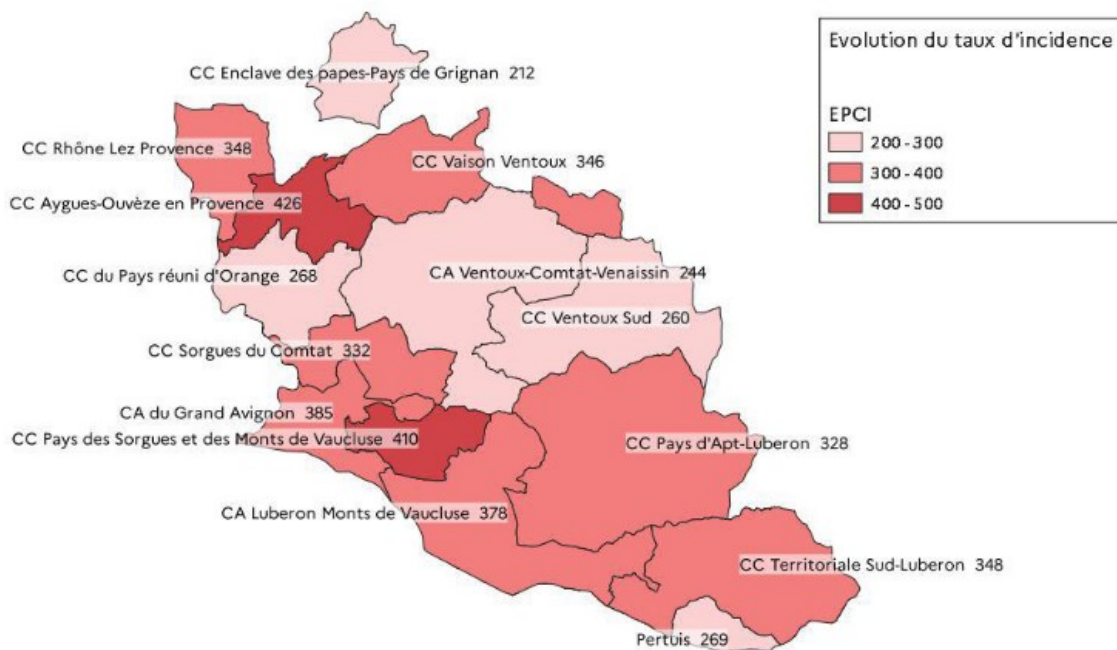 Evolution du taux d'incidence
EPCI
200 - 300
300 - 400
400 - 500
CC Enclave des papes-Pays de Grignan 212
CC Rhône Lez Provence 348
CC Vaison Ventoux 346
CC Aygues-Ouvèze en Provence 426
CC du Pays réuni d'Orange 268
CA Ventoux-Comtat-Venaissin 244
CC Ventoux Sud 260
CC Sorgues du Comtat 332
CA du Grand Avignon 385
CC Pays des Sorgues et des Monts de Vaucluse 410
CC Pays d'Apt-Luberon 328
CA Luberon Monts de Vaucluse 378
CC Territoriale Sud-Luberon 348
Pertuis 269